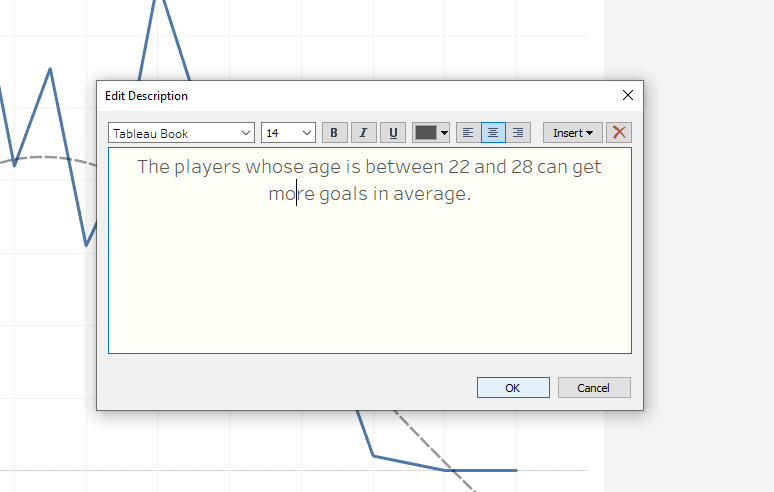 Edit Description
Tableau Book 14 B I U Insert
The players whose age is between 22 and 28 can get
more goals in average.
OK Cancel